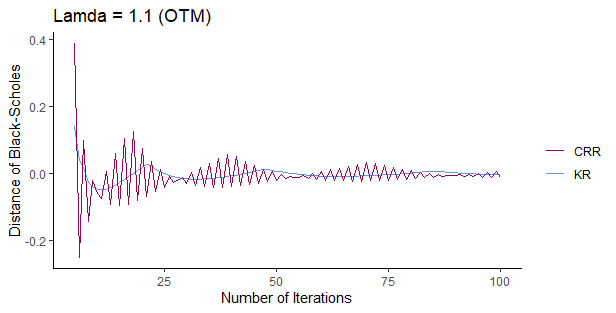 Lamda = 1.1 (OTM)
Distance of Black-Scholes
0.4
0.2
0.0
-0.2
25
50
75
100
Number of Iterations
CRR
KR